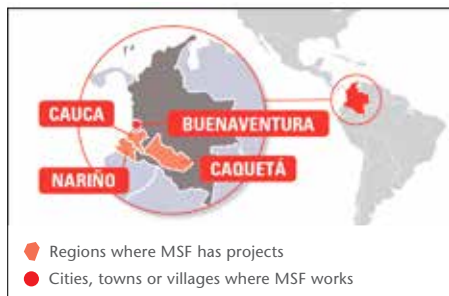 CAUCA
BUENAVENTURA
CAQUETÁ
NARIÑO
Regions where MSF has projects
Cities, towns or villages where MSF works